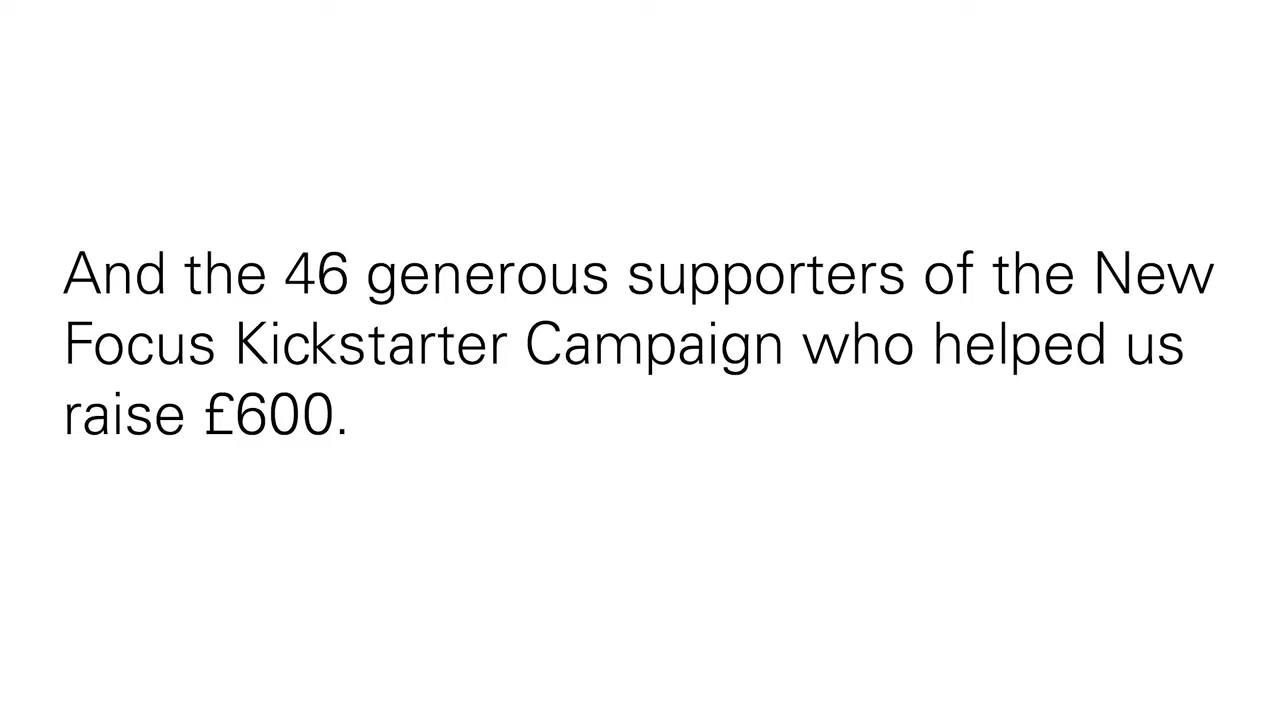 And the 46 generous supporters of the New
Focus Kickstarter Campaign who helped us
raise £600.